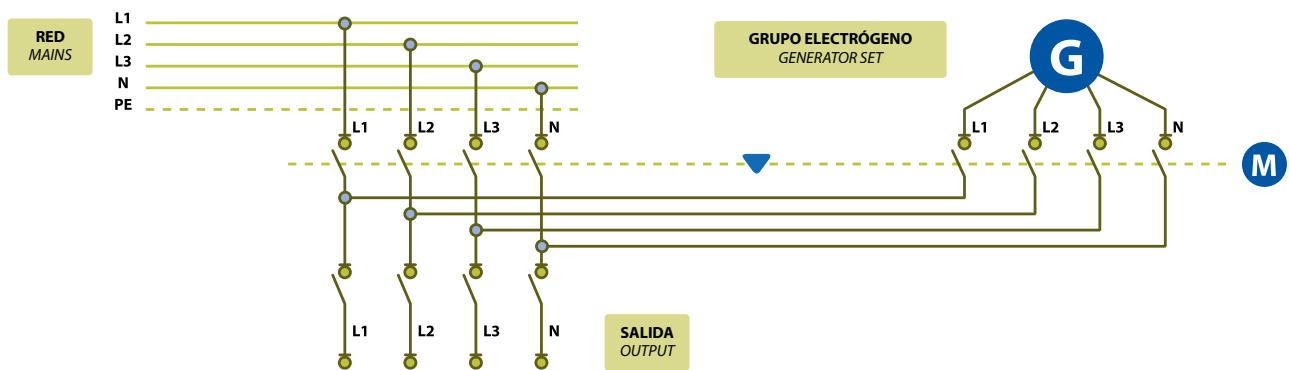 RED
MAINS
L1
L2
L3
N
PE
GRUPO ELECTRÓGENO
GENERATOR SET
G
L1
L2
L3
N
L1
L2
L3
N
M
L1
L2
L3
N
SALIDA
OUTPUT